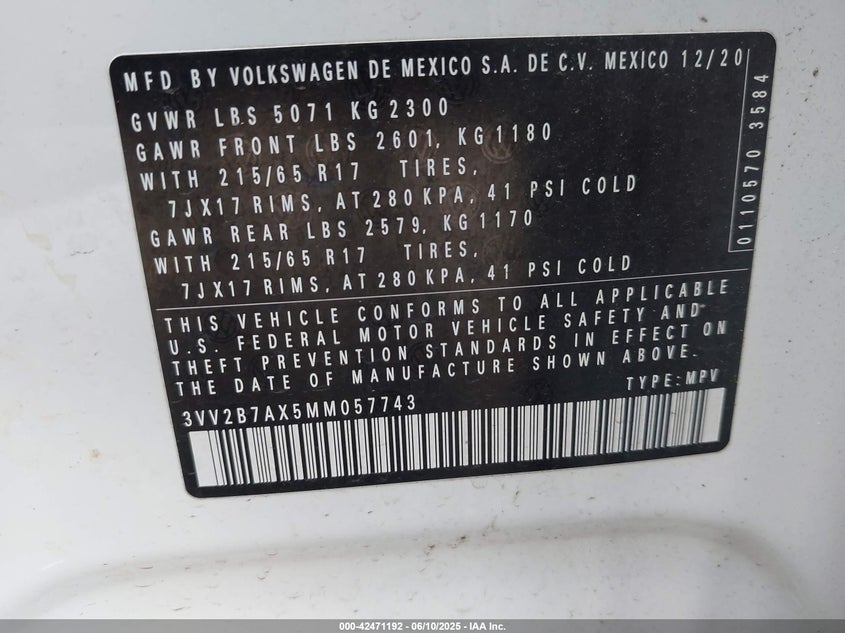 MFD BY VOLKSWAGEN DE MEXICO S.A. DE C.V. MEXICO 12/20
GVWR LBS 5071 KG 2300
GAWR FRONT LBS 2601, KG 1180
WITH 215/65 R17 TIRES,
7JX17 RIMS, AT 280 KPA, 41 PSI COLD
GAWR REAR LBS 2579, KG 1170
WITH 215/65 R17 TIRES,
7JX17 RIMS, AT 280 KPA, 41 PSI COLD
0110570 3584
THIS VEHICLE CONFORMS TO ALL APPLICABLE
U.S. FEDERAL MOTOR VEHICLE SAFETY AND
THEFT PREVENTION STANDARDS IN EFFECT ON
THE DATE OF MANUFACTURE SHOWN ABOVE.
TYPE: MPV
3VV2B7AX5MM057743
000-42471192 - 06/10/2025 - IAA Inc.